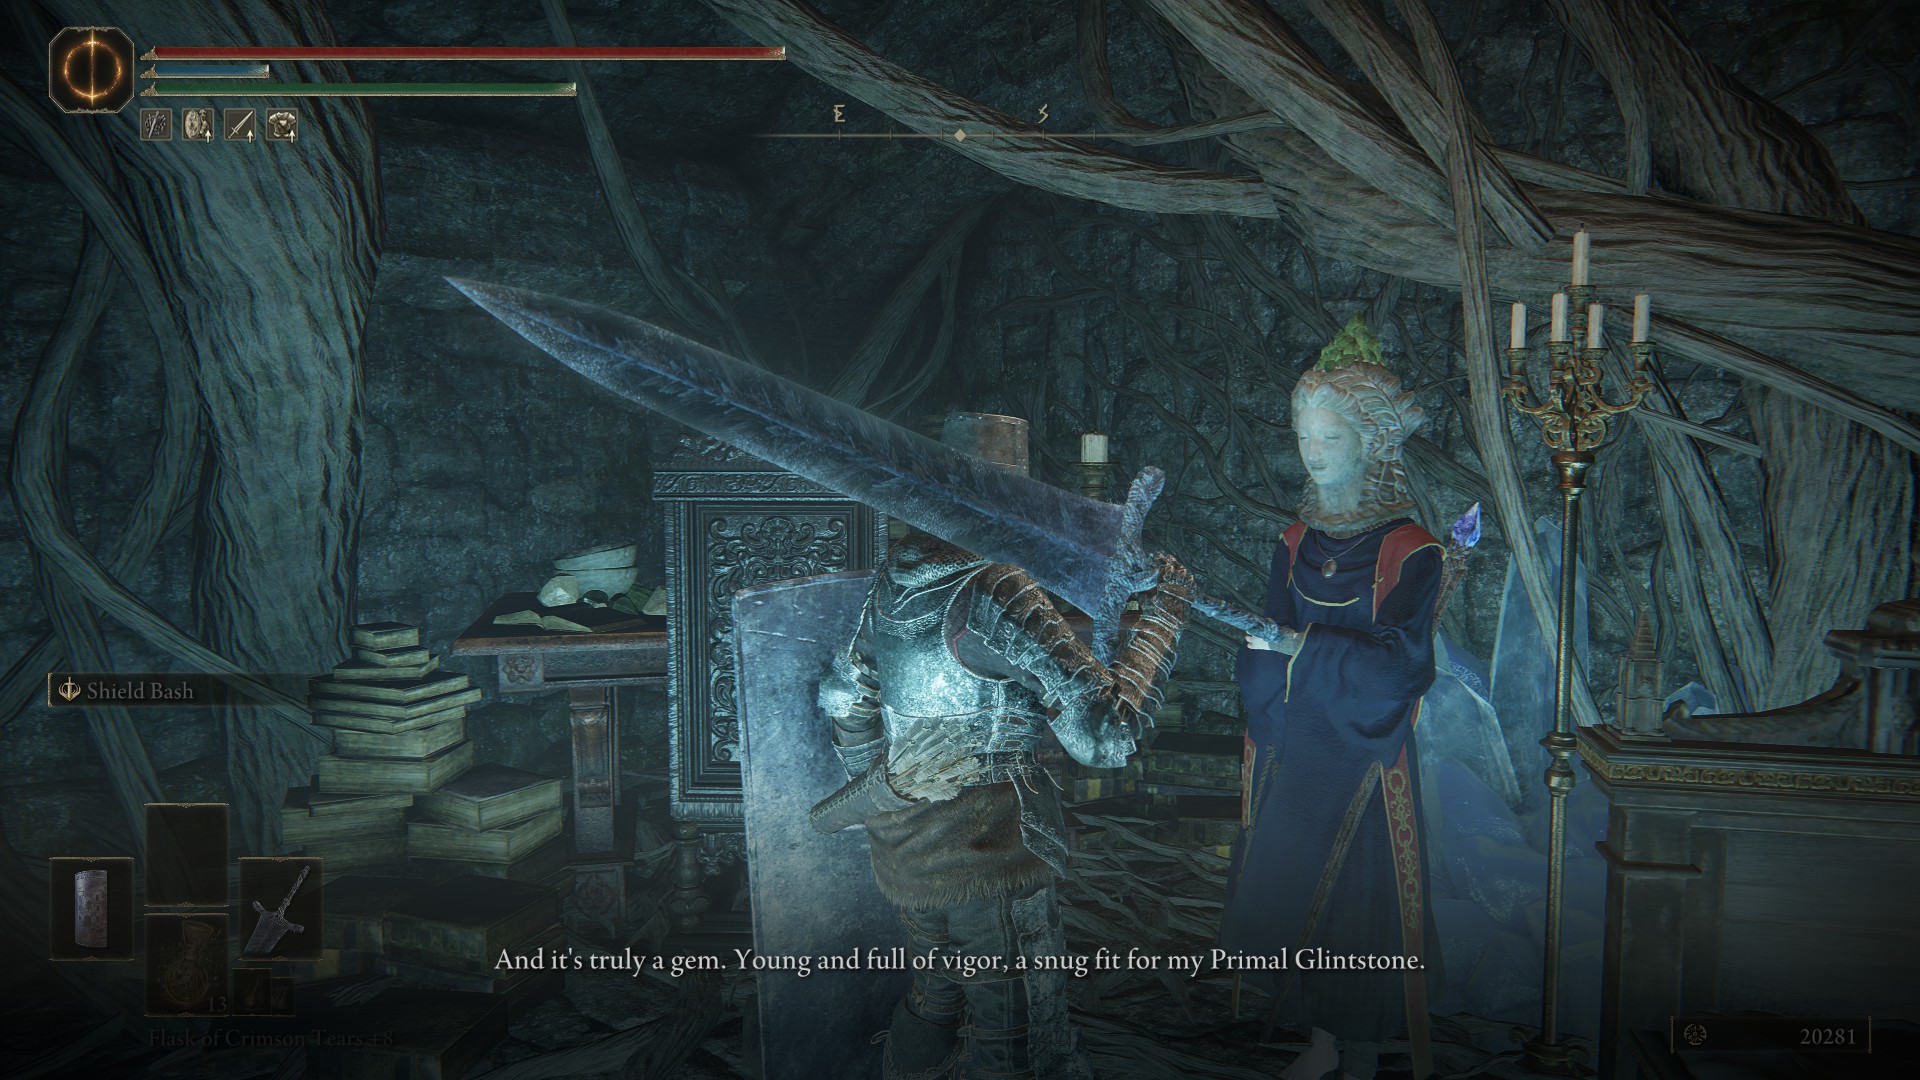 E S
Shield Bash
And it's truly a gem. Young and full of vigor, a snug fit for my Primal Glintstone.
13
Flask of Crimson Tears +8
20281